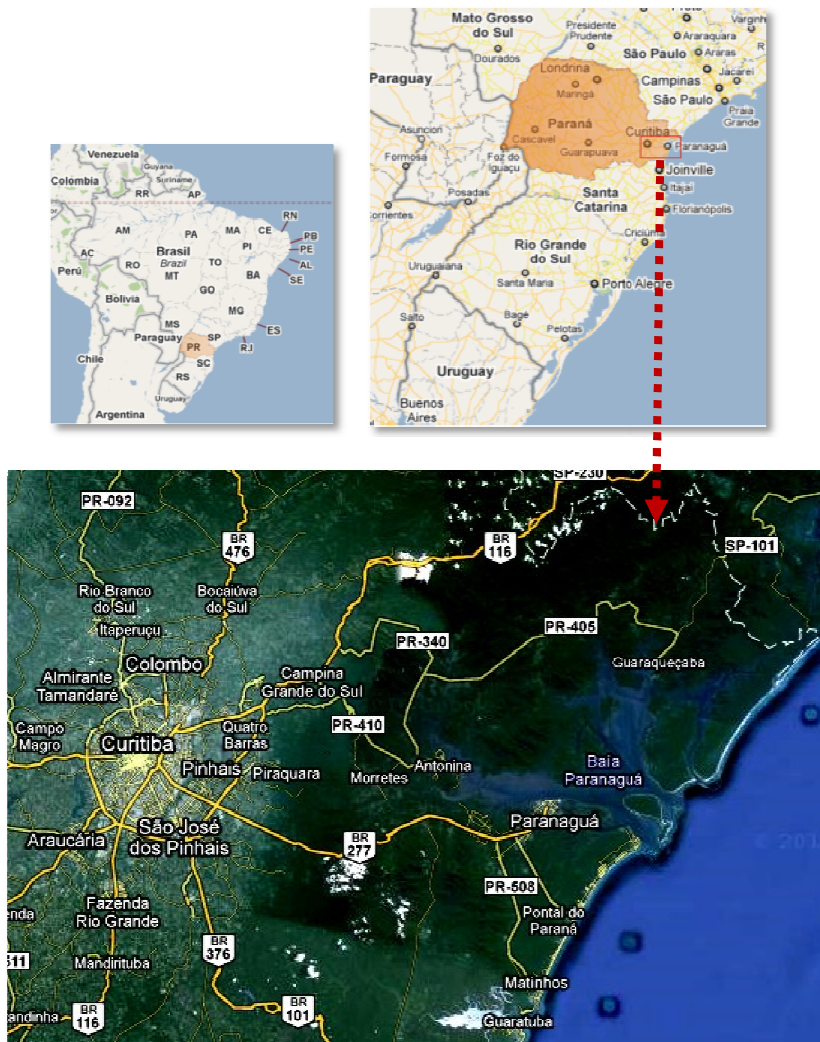 Venezuela
Guyana
Suriname
Colombia
RR
AP
AM
PA
MA
CE
RN
PB
PE
PI
AL
SE
AC
RO
Brasil
Brazil
TO
MT
BA
Perú
GO
Bolivia
MG
MS
ES
Paraguay
SP
RJ
PR
SC
Chile
RS
Uruguay
Argentina
Mato Grosso
do Sul
Presidente
Prudente
Araraquara
Dourados
São Paulo
Araras
Londrina
Campinas
Jacareí
Paraguay
Maringá
São Paulo
Praia
Grande
Asunción
Paraná
Curitiba
Cascavel
Paranaguá
Formosa
Foz do
Iguaçu
Guarapuava
Joinville
Posadas
Santa
Catarina
Itajaí
Florianópolis
orrientes
Criciúma
Rio Grande
do Sul
Uruguaiana
Santa Maria
Porto Alegre
Salto
Bagé
Pelotas
Uruguay
Buenos
Aires
SP-230
PR-092
BR
476
BR
116
SP-101
Rio Branco
do Sul
Bocaiúva
do Sul
Itaperuçu
PR-340
PR-405
Colombo
Guaraqueçaba
Almirante
Tamandaré
Campina
Grande do Sul
Campo
Magro
Curitiba
Quatro
Barras
PR-410
Pinhais
Piraquara
Antonina
Morretes
Baía
Paranaguá
Araucária
São José
dos Pinhais
Paranaguá
BR
277
© 201
PR-508
Fazenda
Rio Grande
enda
Pontal do
Paraná
BR
376
511
Mandirituba
Matinhos
andinha
BR
116
BR
101
Guaratuba